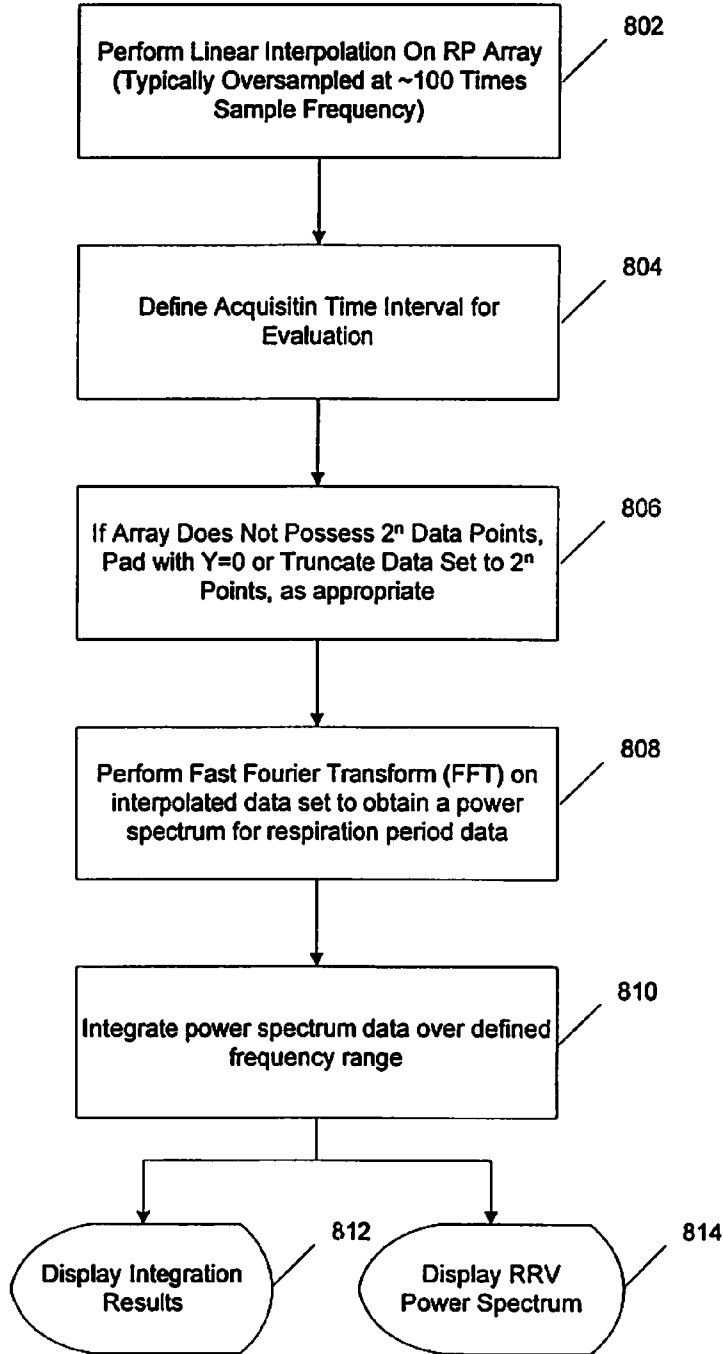 802
Perform Linear Interpolation On RP Array
(Typically Oversampled at ~100 Times
Sample Frequency)
804
Define Acquisitin Time Interval for
Evaluation
806
If Array Does Not Possess 2ⁿ Data Points,
Pad with Y=0 or Truncate Data Set to 2ⁿ
Points, as appropriate
808
Perform Fast Fourier Transform (FFT) on
interpolated data set to obtain a power
spectrum for respiration period data
810
Integrate power spectrum data over defined
frequency range
812
Display Integration
Results
814
Display RRV
Power Spectrum